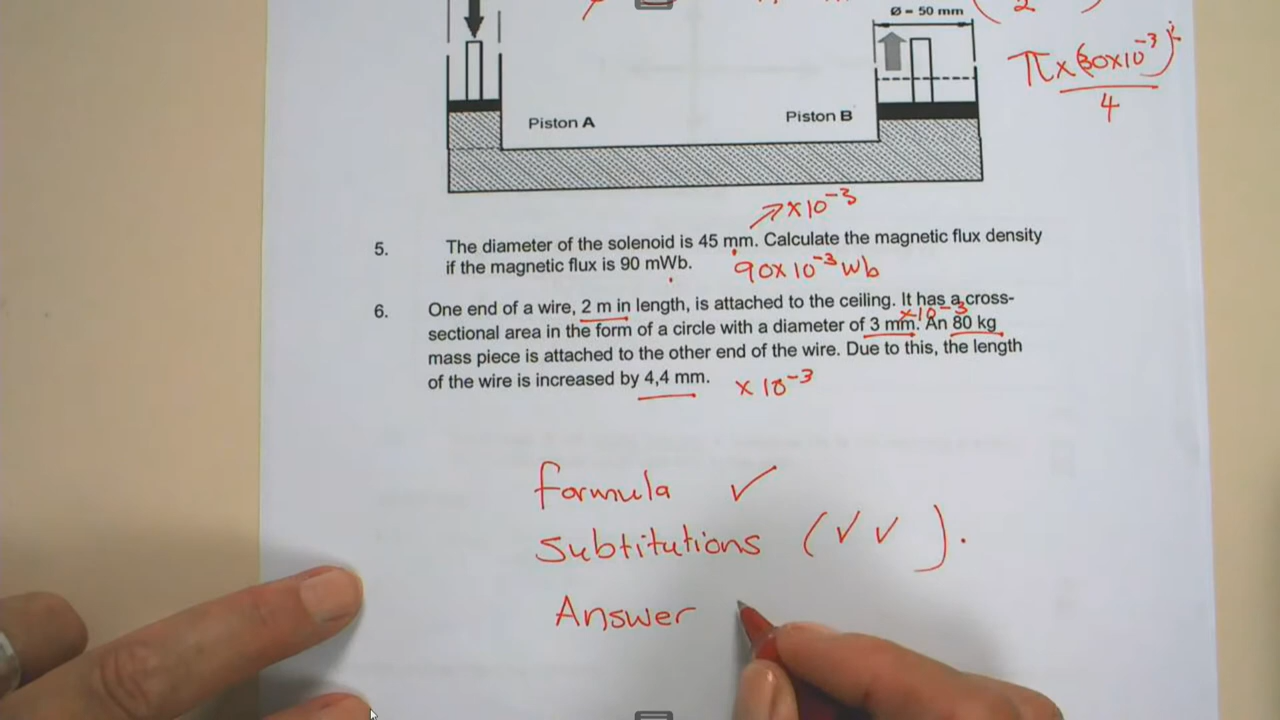 2
Ø = 50 mm
π x (50x10⁻³)²
4
Piston A
Piston B
x10⁻³
5. The diameter of the solenoid is 45 mm. Calculate the magnetic flux density
if the magnetic flux is 90 mWb.
90x10⁻³ Wb
6. One end of a wire, 2 m in length, is attached to the ceiling. It has a cross-
x10⁻³
sectional area in the form of a circle with a diameter of 3 mm. An 80 kg
mass piece is attached to the other end of the wire. Due to this, the length
of the wire is increased by 4,4 mm.
x 10⁻³
formula ✓
subtitutions (✓✓).
Answer